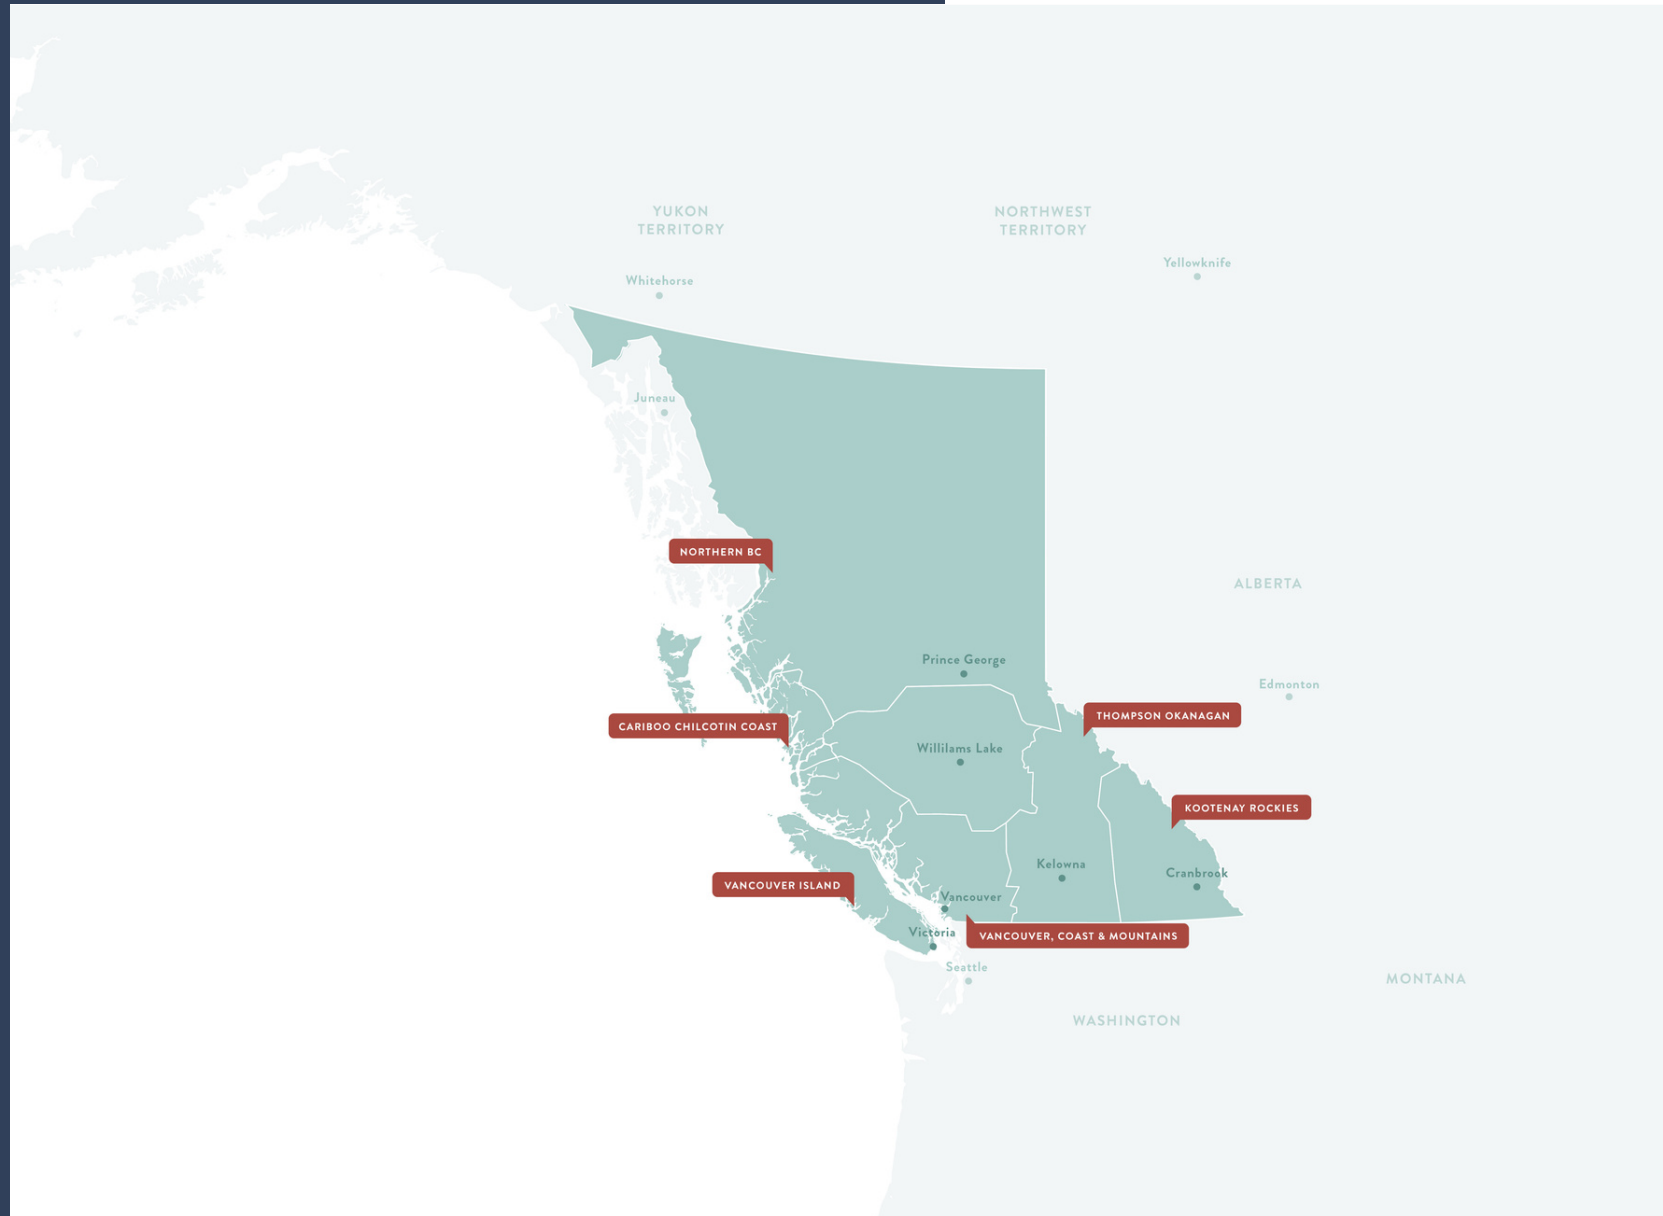 YUKON
TERRITORY
NORTHWEST
TERRITORY
Yellowknife
Whitehorse
Juneau
NORTHERN BC
ALBERTA
Prince George
Edmonton
THOMPSON OKANAGAN
CARIBOO CHILCOTIN COAST
Willilams Lake
KOOTENAY ROCKIES
Kelowna
Cranbrook
VANCOUVER ISLAND
Vancouver
Victoria
VANCOUVER, COAST & MOUNTAINS
Seattle
MONTANA
WASHINGTON